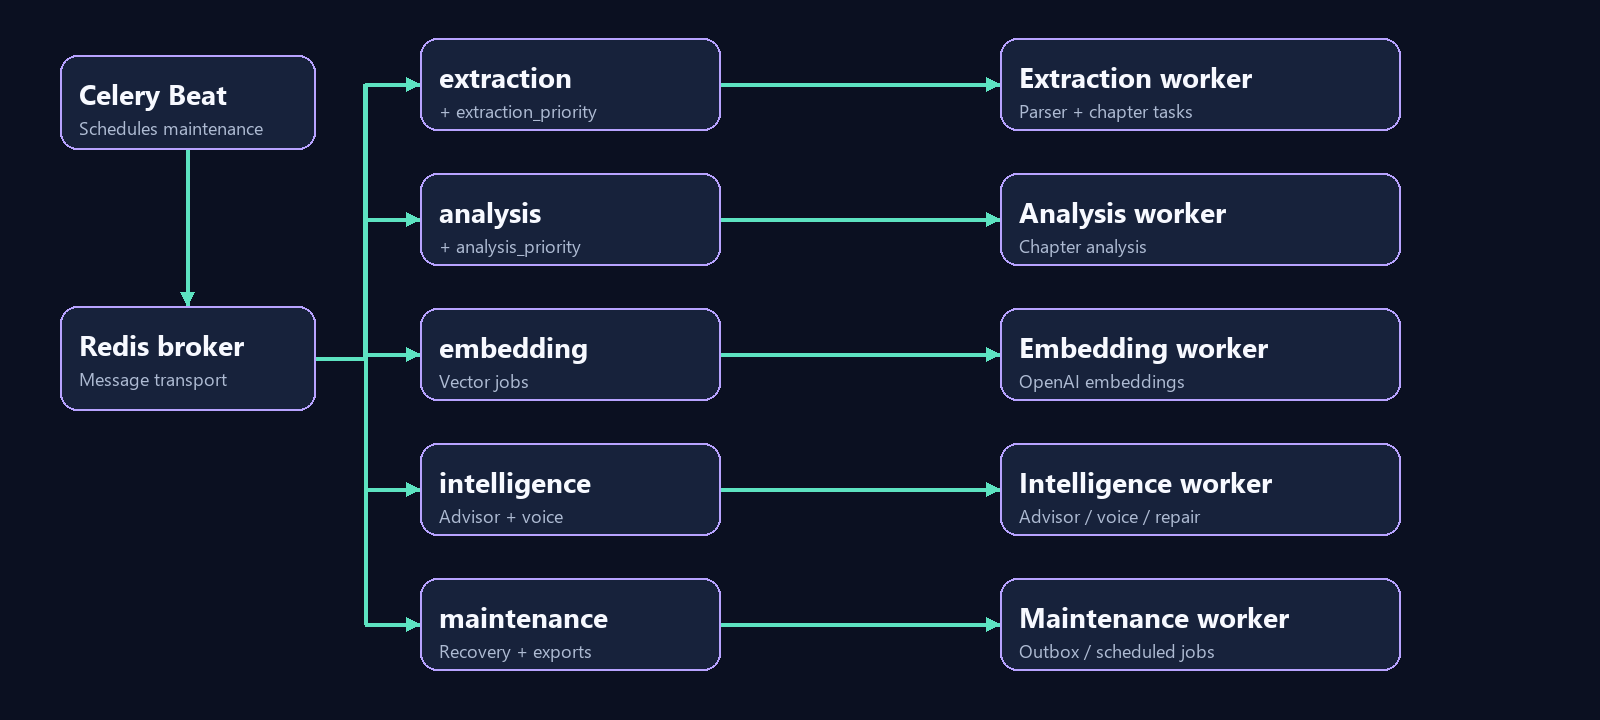 Celery Beat
Schedules maintenance
Redis broker
Message transport
extraction
+ extraction_priority
Extraction worker
Parser + chapter tasks
analysis
+ analysis_priority
Analysis worker
Chapter analysis
embedding
Vector jobs
Embedding worker
OpenAI embeddings
intelligence
Advisor + voice
Intelligence worker
Advisor / voice / repair
maintenance
Recovery + exports
Maintenance worker
Outbox / scheduled jobs